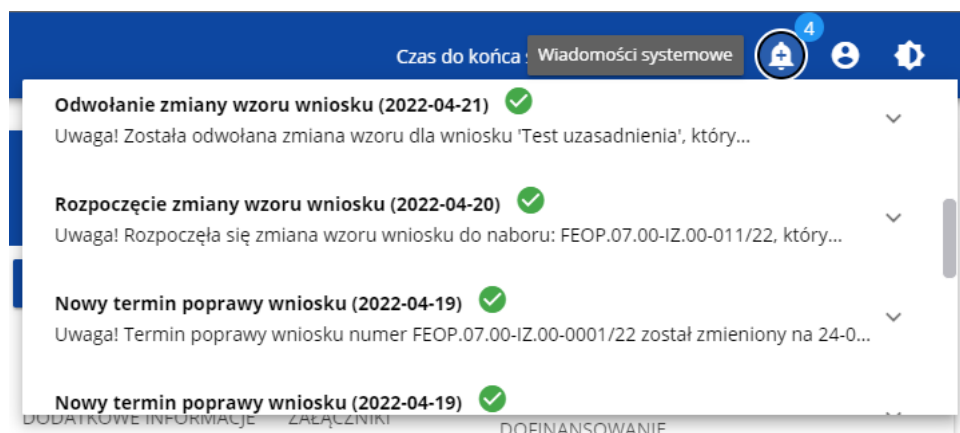 4
Czas do końca
Wiadomości systemowe
Odwołanie zmiany wzoru wniosku (2022-04-21)
Uwaga! Została odwołana zmiana wzoru dla wniosku 'Test uzasadnienia', który...
Rozpoczęcie zmiany wzoru wniosku (2022-04-20)
Uwaga! Rozpoczęła się zmiana wzoru wniosku do naboru: FEOP.07.00-IZ.00-011/22, który...
Nowy termin poprawy wniosku (2022-04-19)
Uwaga! Termin poprawy wniosku numer FEOP.07.00-IZ.00-0001/22 został zmieniony na 24-0...
Nowy termin poprawy wniosku (2022-04-19)
DODATKOWE INFORMACJE ZAŁĄCZNIKI
DOFINANSOWANIE